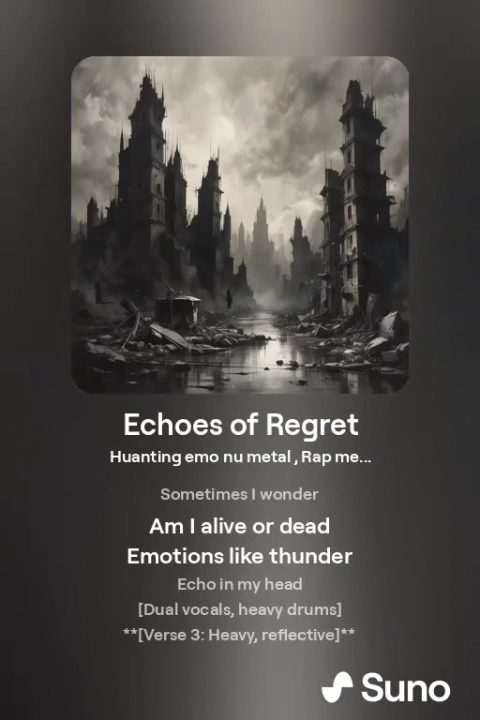 Echoes of Regret
Huanting emo nu metal , Rap me...
Sometimes I wonder
Am I alive or dead
Emotions like thunder
Echo in my head
[Dual vocals, heavy drums]
**[Verse 3: Heavy, reflective]**
Suno